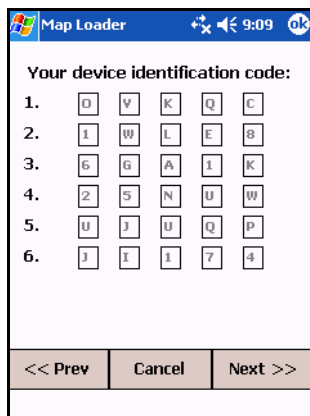 Map Loader 9:09 ok
Your device identification code:
1. O V K Q C
2. 1 W L E 8
3. 6 G A 1 K
4. 2 5 N U W
5. U J U Q P
6. J I 1 7 4
<< Prev Cancel Next >>